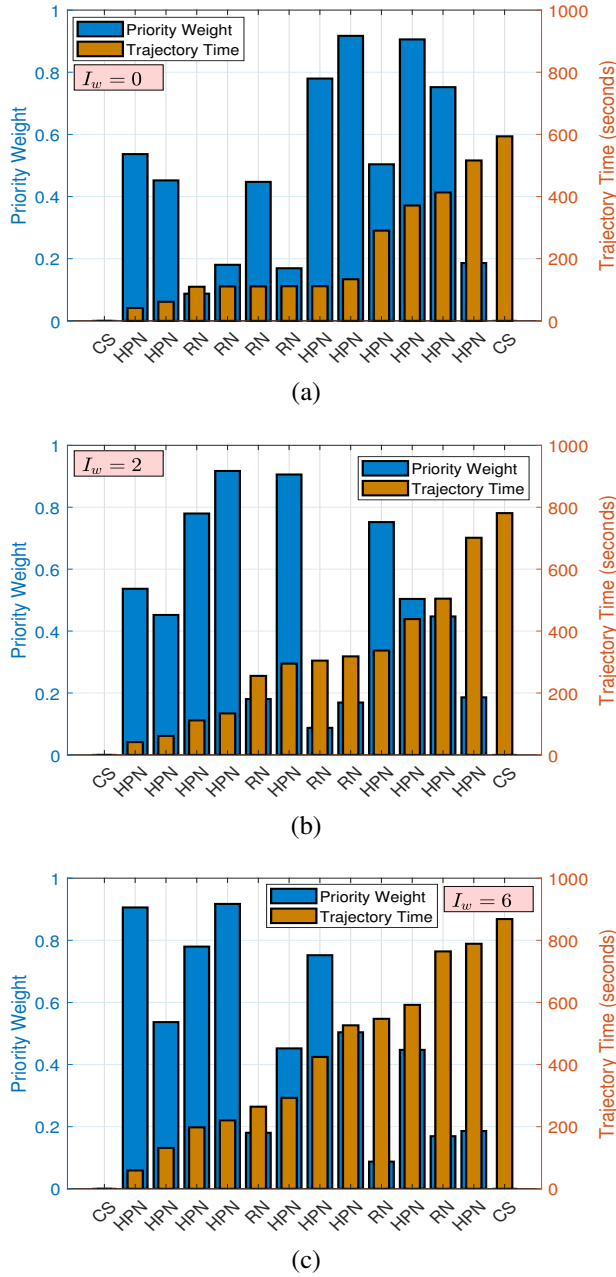 1
0.8
0.6
0.4
0.2
0
Priority Weight
Priority Weight
Trajectory Time
I_w = 0
1000
800
600
400
200
0
Trajectory Time (seconds)
CS HPN HPN RN RN RN RN HPN HPN HPN HPN HPN HPN CS
(a)
1
0.8
0.6
0.4
0.2
0
Priority Weight
I_w = 2
Priority Weight
Trajectory Time
1000
800
600
400
200
0
Trajectory Time (seconds)
CS HPN HPN HPN HPN RN HPN RN RN HPN HPN HPN HPN CS
(b)
1
0.8
0.6
0.4
0.2
0
Priority Weight
Priority Weight
Trajectory Time
I_w = 6
1000
800
600
400
200
0
Trajectory Time (seconds)
CS HPN HPN HPN HPN RN HPN HPN HPN RN HPN RN HPN CS
(c)